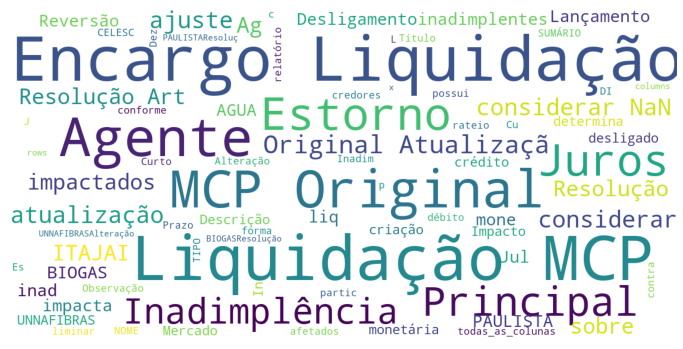 Reversão CELESC Dez ajuste Ag c Desligamento inadimplentes Lançamento
PAULISTAResoluç relatório L Título SUMÁRIO
Encargo Liquidação
Resolução Art credores x possui DI columns
J conforme AGUA Estorno rateio Cu considerar NaN determina
rows Agente Original Atualizaçã desligado
Curto Alteração Inadim crédito Juros
impactados MCP Original p Resolução
atualização Descrição liq débito mone considerar
UNNAFIBRASAlteração Prazo forma criação Impacto
ITAJAI TIPO BIOGASResolução Liquidação MCP Jul
Es BIOGAS In contra
inad Observação partic Principal
impacta Inadimplência PAULISTA sobre
UNNAFIBRAS liminar NOME Mercado afetados monetária todas_as_colunas